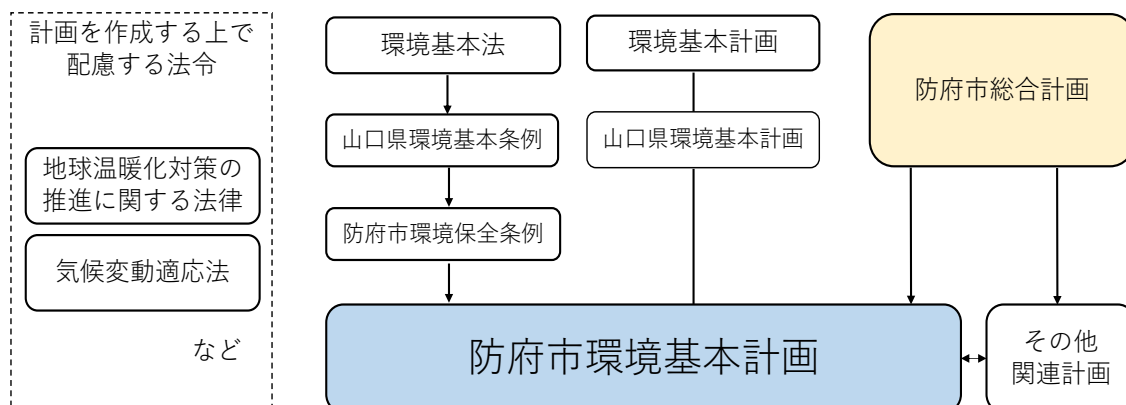 計画を作成する上で
配慮する法令
地球温暖化対策の
推進に関する法律
気候変動適応法
など
環境基本法
山口県環境基本条例
防府市環境保全条例
環境基本計画
山口県環境基本計画
防府市総合計画
防府市環境基本計画
その他
関連計画